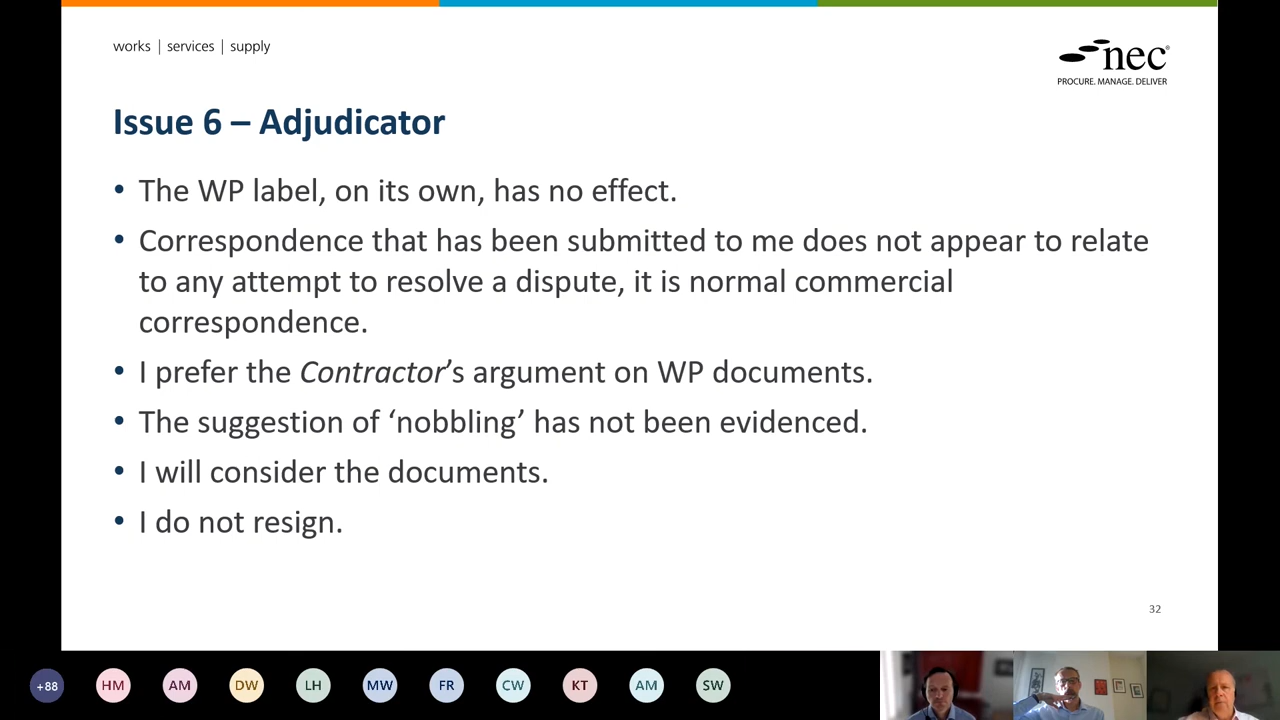 works | services | supply
nec®
PROCURE. MANAGE. DELIVER
Issue 6 – Adjudicator
• The WP label, on its own, has no effect.
• Correspondence that has been submitted to me does not appear to relate
to any attempt to resolve a dispute, it is normal commercial
correspondence.
• I prefer the Contractor’s argument on WP documents.
• The suggestion of ‘nobbling’ has not been evidenced.
• I will consider the documents.
• I do not resign.
32
+88 HM AM DW LH MW FR CW KT AM SW